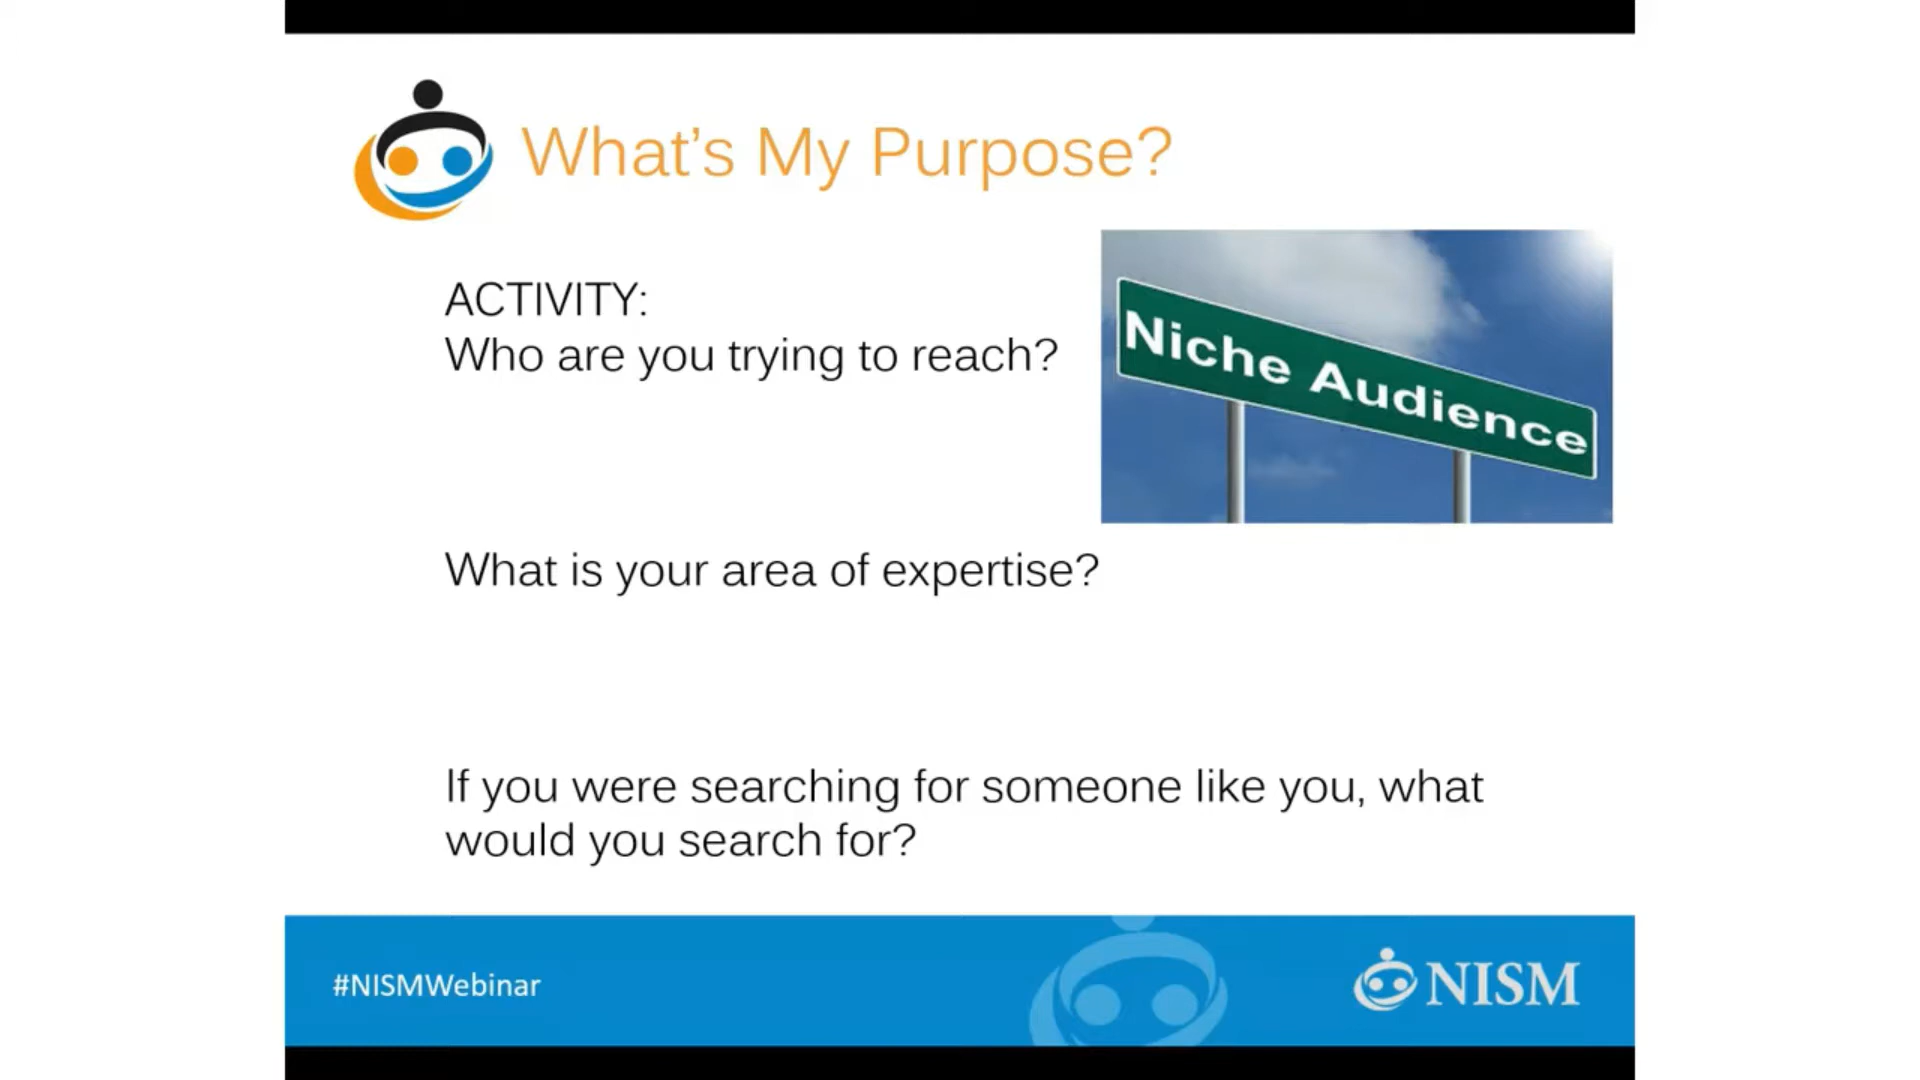 What's My Purpose?
ACTIVITY:
Who are you trying to reach?
Niche Audience
What is your area of expertise?
If you were searching for someone like you, what
would you search for?
#NISMWebinar
NISM